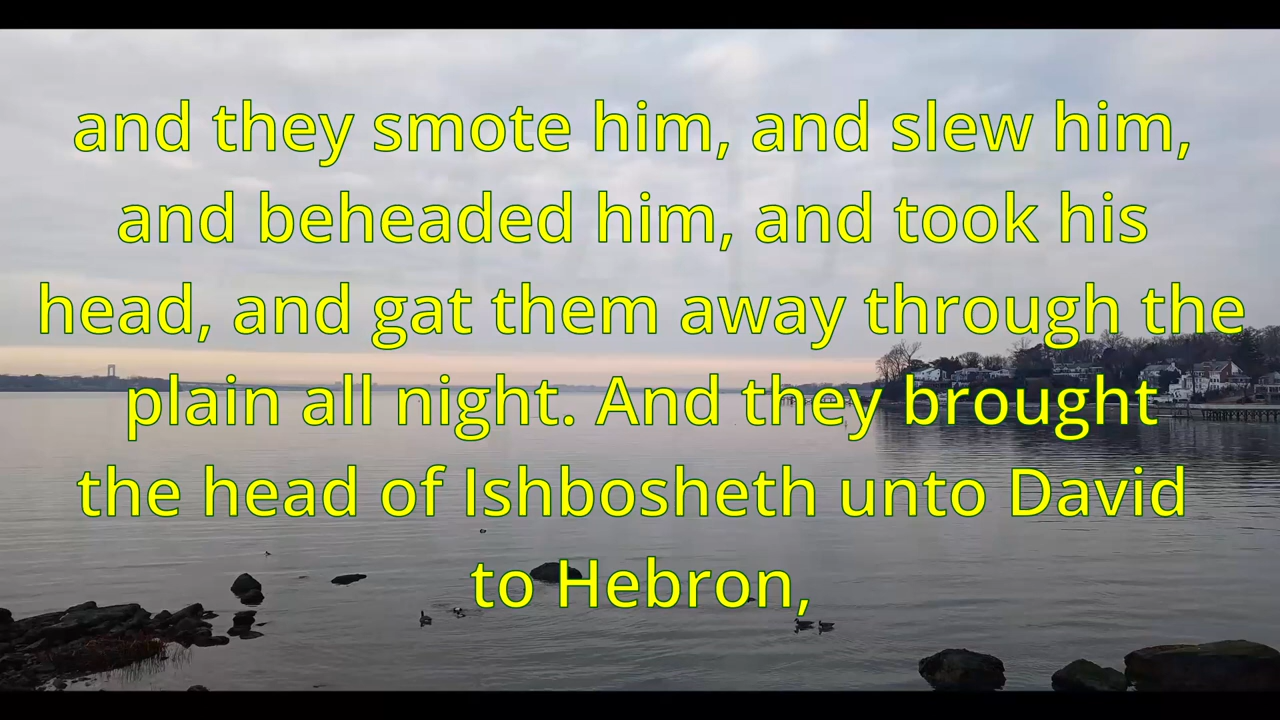 and they smote him, and slew him,
and beheaded him, and took his
head, and gat them away through the
plain all night. And they brought
the head of Ishbosheth unto David
to Hebron,